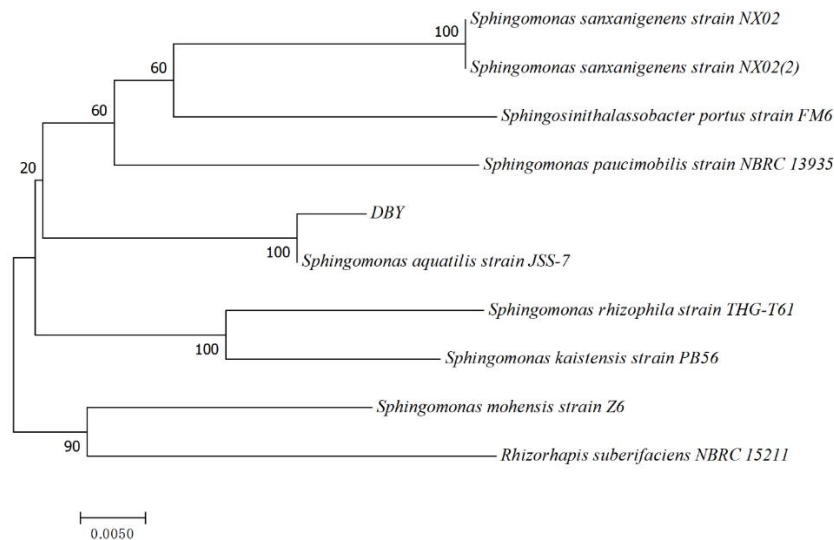 Sphingomonas sanxanigenens strain NX02
100
Sphingomonas sanxanigenens strain NX02(2)
60
Sphingosinithalassobacter portus strain FM6
60
Sphingomonas paucimobilis strain NBRC 13935
20
DBY
100
Sphingomonas aquatilis strain JSS-7
Sphingomonas rhizophila strain THG-T61
100
Sphingomonas kaistensis strain PB56
Sphingomonas mohensis strain Z6
90
Rhizorhapis suberifaciens NBRC 15211
0.0050